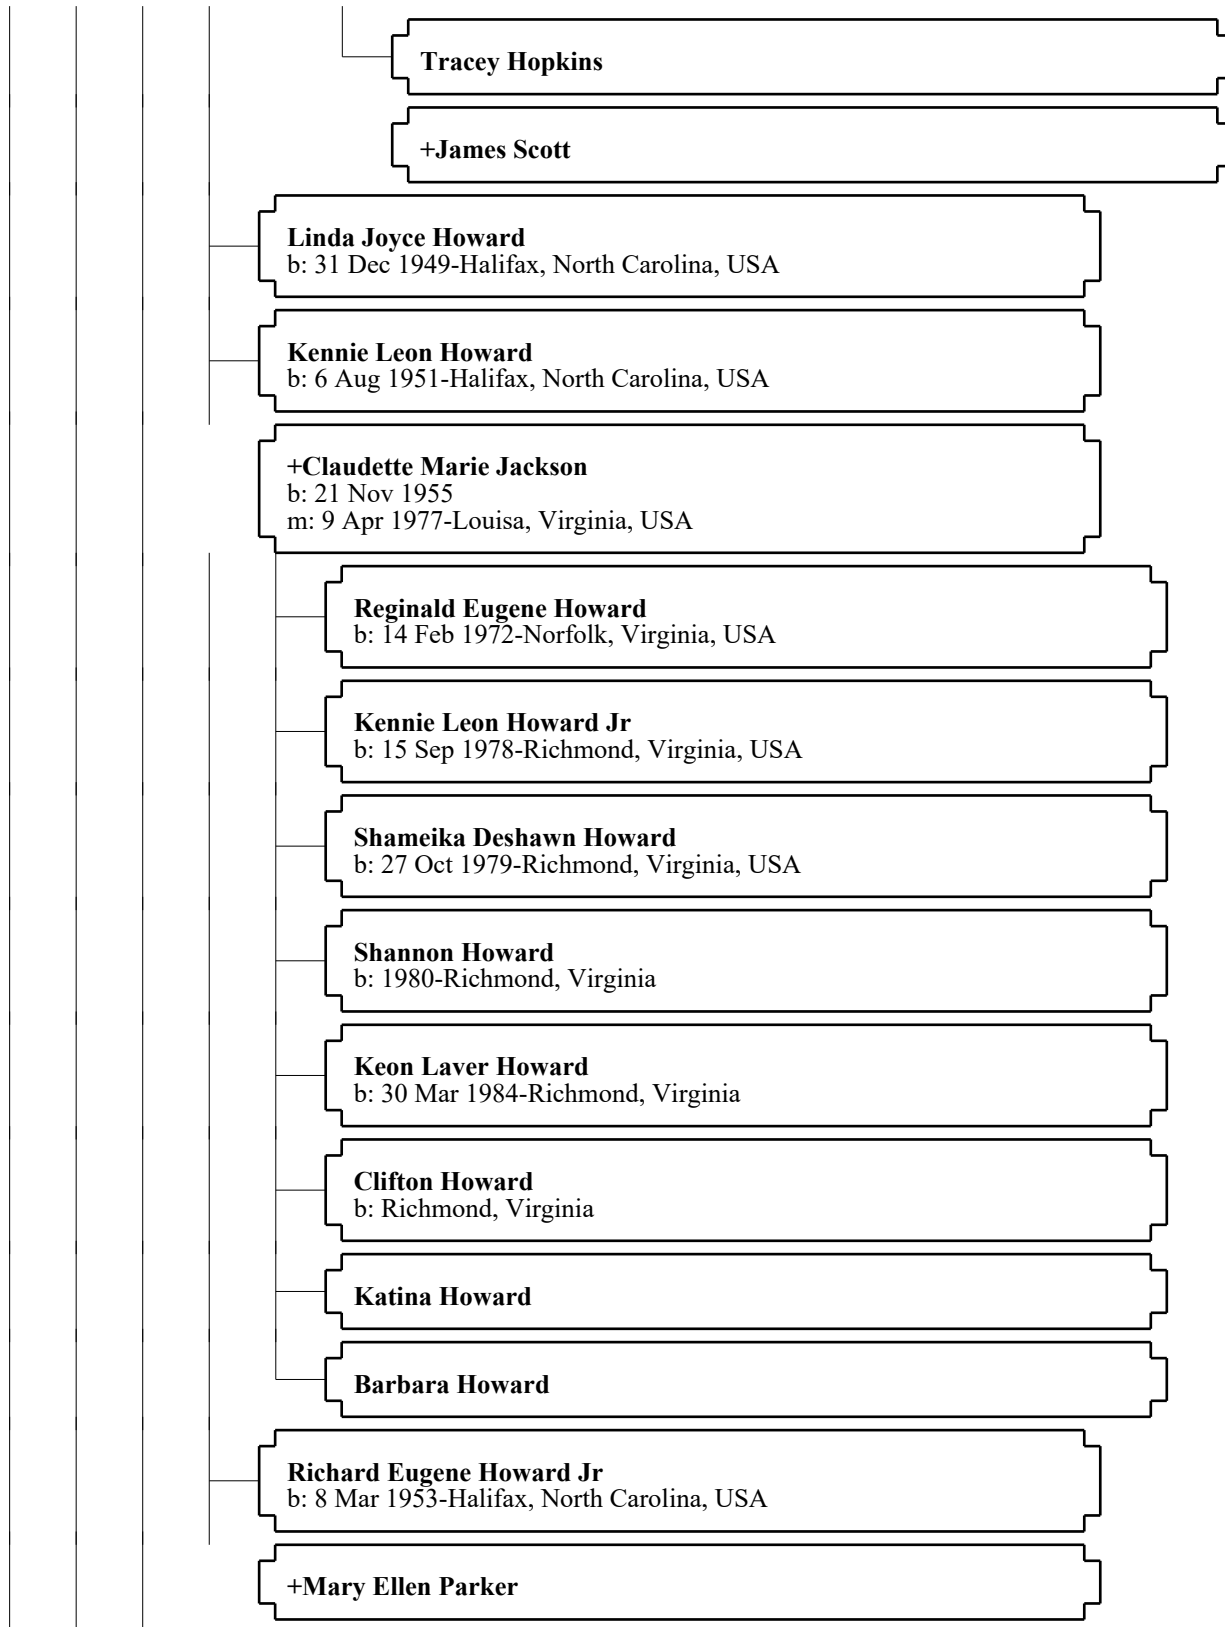 Tracey Hopkins
+James Scott
Linda Joyce Howard
b: 31 Dec 1949-Halifax, North Carolina, USA
Kennie Leon Howard
b: 6 Aug 1951-Halifax, North Carolina, USA
+Claudette Marie Jackson
b: 21 Nov 1955
m: 9 Apr 1977-Louisa, Virginia, USA
Reginald Eugene Howard
b: 14 Feb 1972-Norfolk, Virginia, USA
Kennie Leon Howard Jr
b: 15 Sep 1978-Richmond, Virginia, USA
Shameika Deshawn Howard
b: 27 Oct 1979-Richmond, Virginia, USA
Shannon Howard
b: 1980-Richmond, Virginia
Keon Laver Howard
b: 30 Mar 1984-Richmond, Virginia
Clifton Howard
b: Richmond, Virginia
Katina Howard
Barbara Howard
Richard Eugene Howard Jr
b: 8 Mar 1953-Halifax, North Carolina, USA
+Mary Ellen Parker